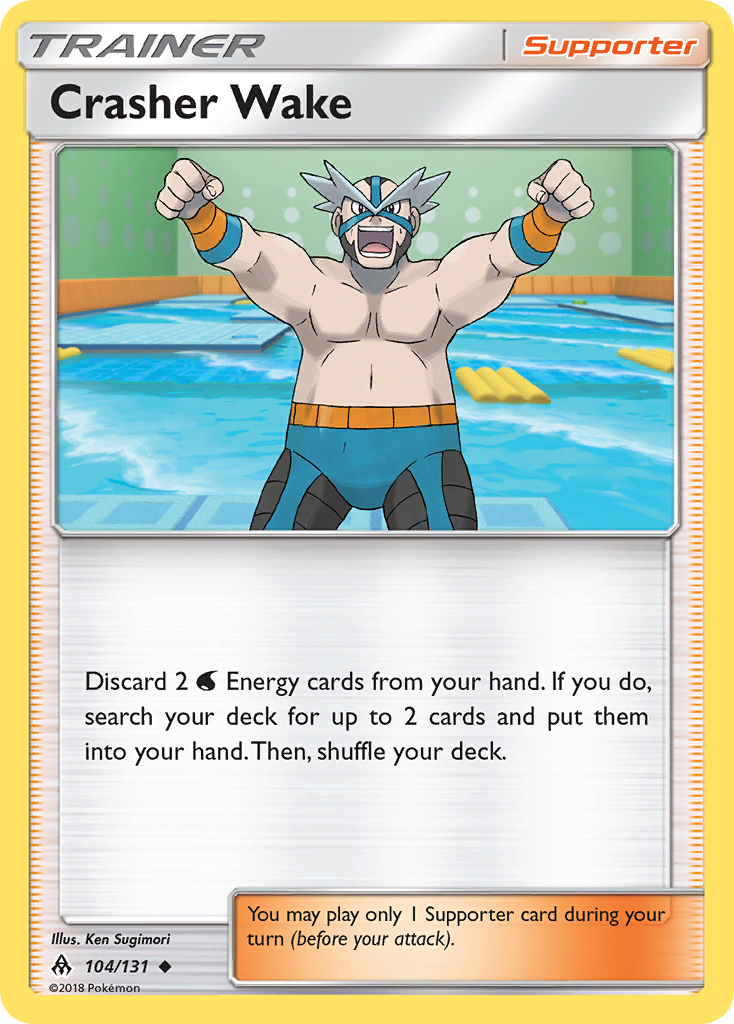 TRAINER
Supporter
Crasher Wake
Discard 2 Energy cards from your hand. If you do,
search your deck for up to 2 cards and put them
into your hand. Then, shuffle your deck.
You may play only 1 Supporter card during your
turn (before your attack).
Illus. Ken Sugimori
104/131 ◆
©2018 Pokémon